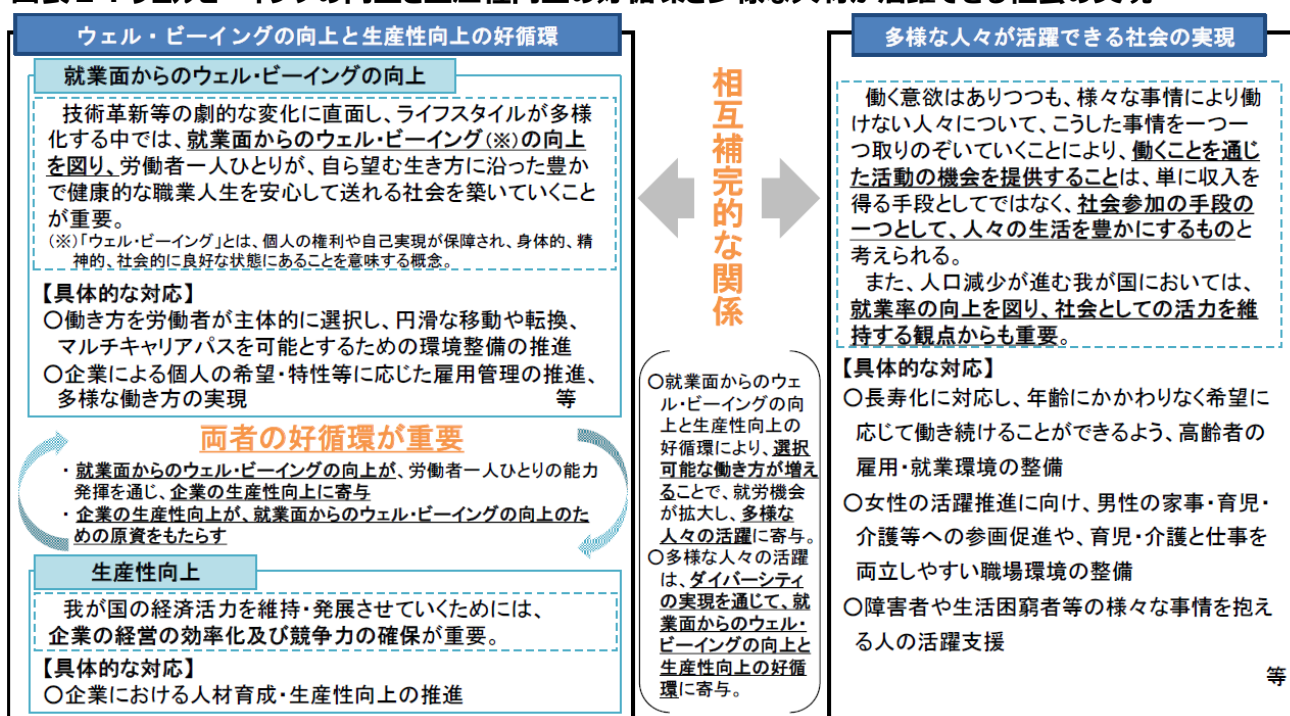 ウェル・ビーイングの向上と生産性向上の好循環
就業面からのウェル・ビーイングの向上
技術革新等の劇的な変化に直面し、ライフスタイルが多様
化する中では、就業面からのウェル・ビーイング(※)の向上
を図り、労働者一人ひとりが、自ら望む生き方に沿った豊か
で健康的な職業人生を安心して送れる社会を築いていくこと
が重要。
(※)「ウェル・ビーイング」とは、個人の権利や自己実現が保障され、身体的、精
神的、社会的に良好な状態にあることを意味する概念。
【具体的な対応】
○働き方を労働者が主体的に選択し、円滑な移動や転換、
マルチキャリアパスを可能とするための環境整備の推進
○企業による個人の希望・特性等に応じた雇用管理の推進、
多様な働き方の実現 等
両者の好循環が重要
・就業面からのウェル・ビーイングの向上が、労働者一人ひとりの能力
発揮を通じ、企業の生産性向上に寄与
・企業の生産性向上が、就業面からのウェル・ビーイングの向上のた
めの原資をもたらす
生産性向上
我が国の経済活力を維持・発展させていくためには、
企業の経営の効率化及び競争力の確保が重要。
【具体的な対応】
○企業における人材育成・生産性向上の推進
相互補完的な関係
○就業面からのウェ
ル・ビーイングの向
上と生産性向上の
好循環により、選択
可能な働き方が増え
ることで、就労機会
が拡大し、多様な
人々の活躍に寄与。
○多様な人々の活躍
は、ダイバーシティ
の実現を通じて、就
業面からのウェル・
ビーイングの向上と
生産性向上の好循
環に寄与。
多様な人々が活躍できる社会の実現
働く意欲はありつつも、様々な事情により働
けない人々について、こうした事情を一つ一
つ取りのぞいていくことにより、働くことを通じ
た活動の機会を提供することは、単に収入を
得る手段としてではなく、社会参加の手段の
一つとして、人々の生活を豊かにするものと
考えられる。
また、人口減少が進む我が国においては、
就業率の向上を図り、社会としての活力を維
持する観点からも重要。
【具体的な対応】
○長寿化に対応し、年齢にかかわりなく希望に
応じて働き続けることができるよう、高齢者の
雇用・就業環境の整備
○女性の活躍推進に向け、男性の家事・育児・
介護等への参画促進や、育児・介護と仕事を
両立しやすい職場環境の整備
○障害者や生活困窮者等の様々な事情を抱え
る人の活躍支援
等